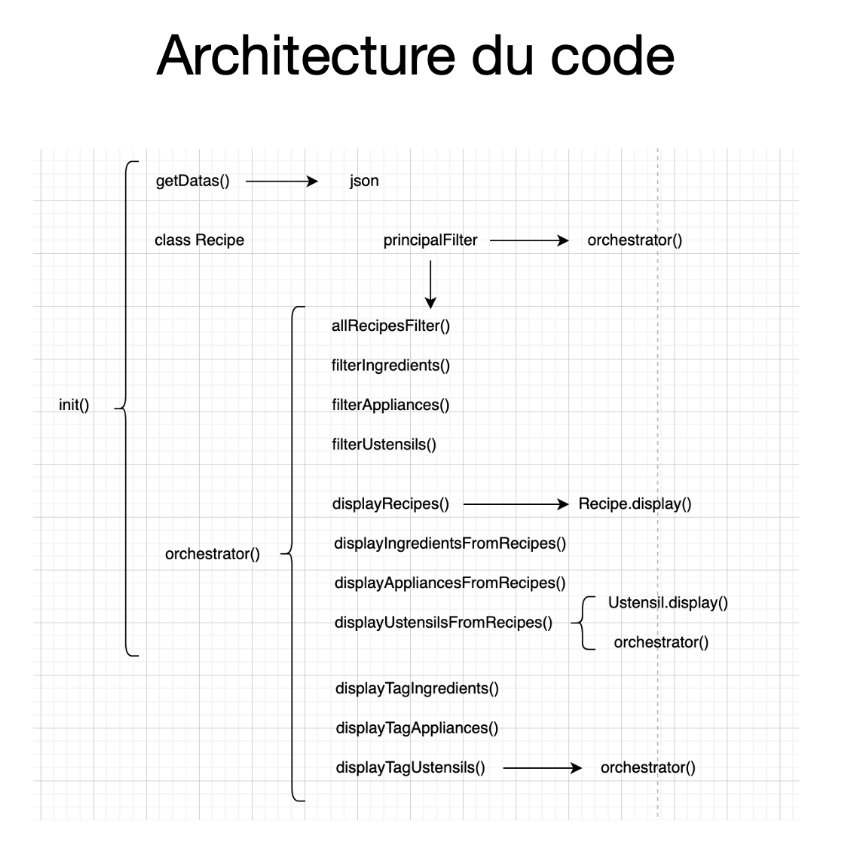 Architecture du code
getDatas() json
class Recipe principalFilter orchestrator()
allRecipesFilter()
filterIngredients()
init() filterAppliances()
filterUstensils()
displayRecipes() Recipe.display()
displayIngredientsFromRecipes()
orchestrator()
displayAppliancesFromRecipes()
Ustensil.display()
displayUstensilsFromRecipes()
orchestrator()
displayTagIngredients()
displayTagAppliances()
displayTagUstensils() orchestrator()